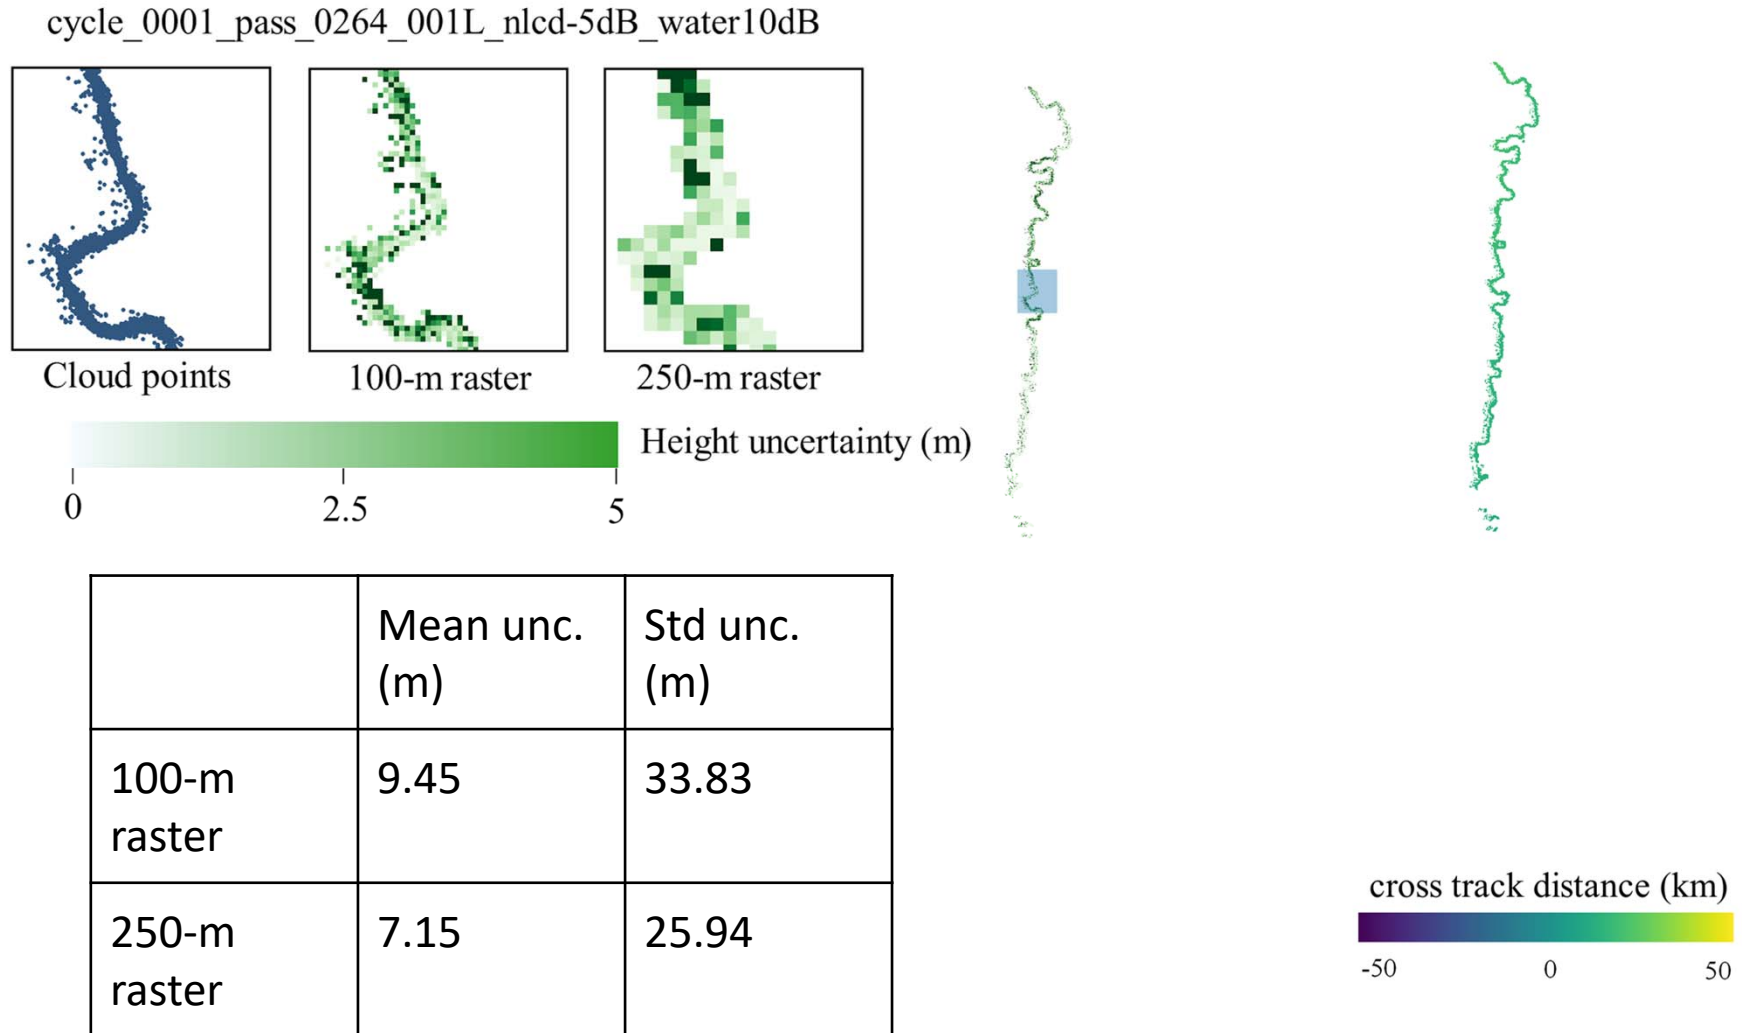 cycle_0001_pass_0264_001L_nlcd-5dB_water10dB
Cloud points
100-m raster
250-m raster
Height uncertainty (m)
0
2.5
5
Mean unc.
(m)
Std unc.
(m)
100-m
raster
9.45
33.83
250-m
raster
7.15
25.94
cross track distance (km)
-50
0
50